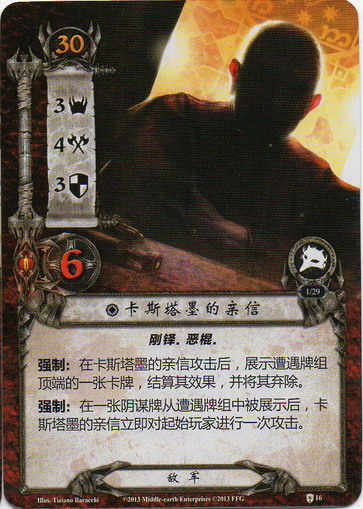 30
3
4
3
6
卡斯塔墨的亲信
1/29
刚铎. 恶棍.
强制：在卡斯塔墨的亲信攻击后，展示遭遇牌组
顶端的一张卡牌，结算其效果，并将其弃除。
强制：在一张阴谋牌从遭遇牌组中被展示后，卡
斯塔墨的亲信立即对起始玩家进行一次攻击。
敌军
Illus. Tiziano Baracchi ©2013 Middle-earth Enterprises ©2013 FFG 16